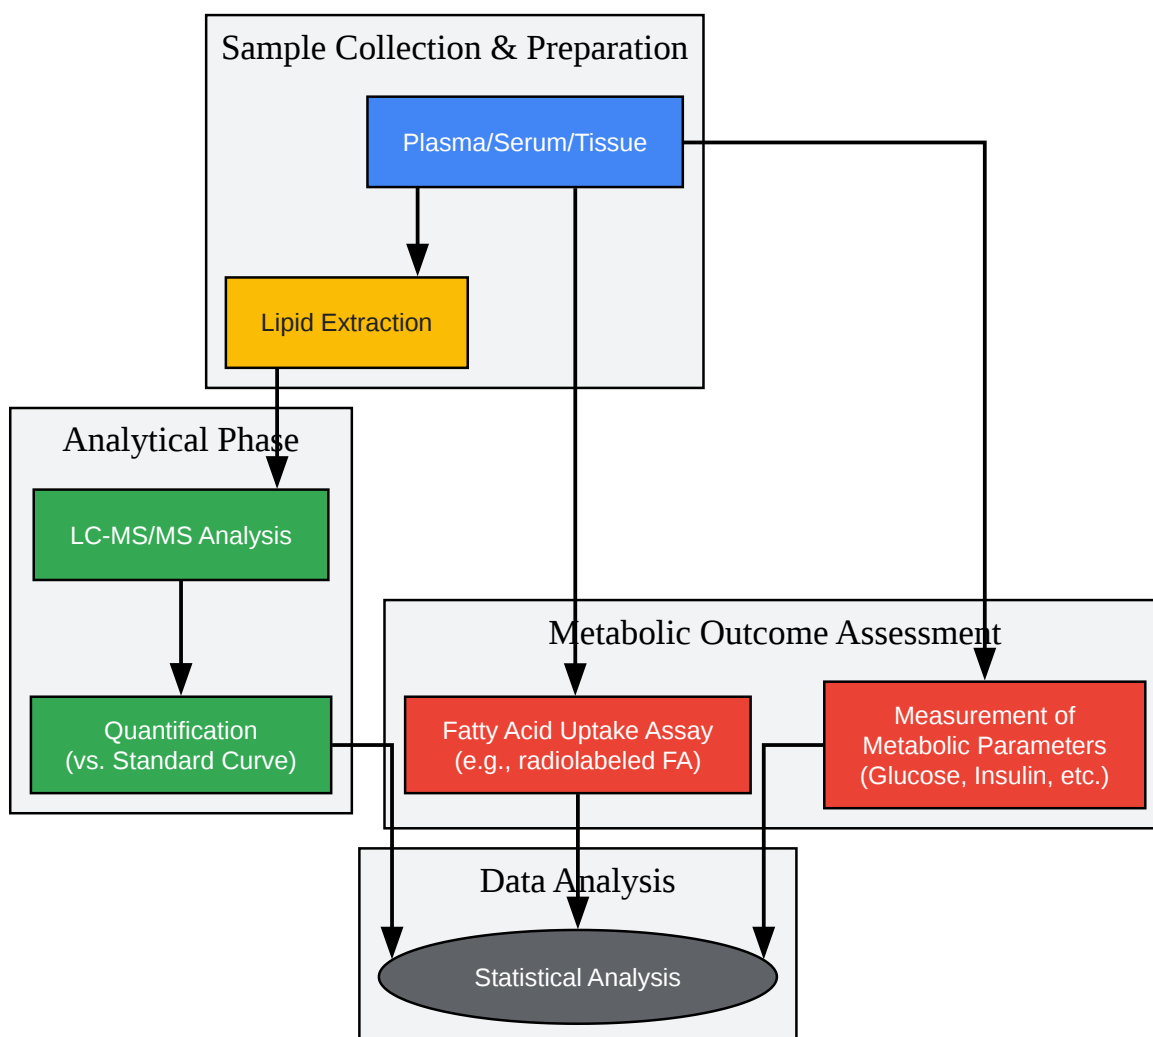 Sample Collection & Preparation
Plasma/Serum/Tissue
Lipid Extraction
Analytical Phase
LC-MS/MS Analysis
Quantification
(vs. Standard Curve)
Metabolic Outcome Assessment
Fatty Acid Uptake Assay
(e.g., radiolabeled FA)
Measurement of
Metabolic Parameters
(Glucose, Insulin, etc.)
Data Analysis
Statistical Analysis